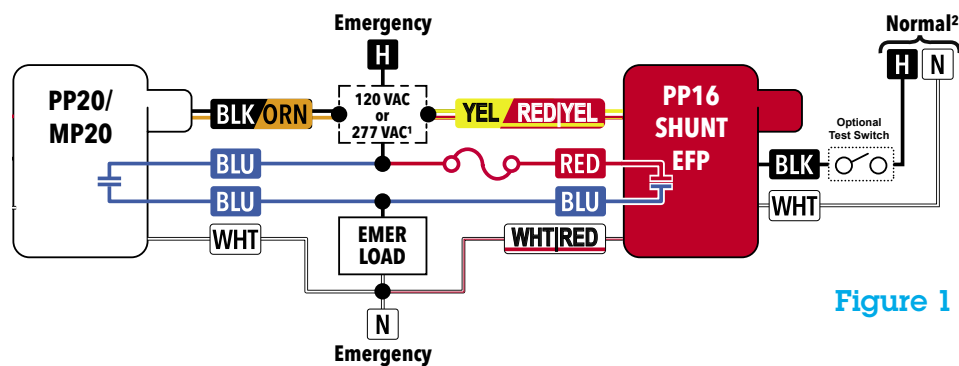 Emergency
H
Normal²
H N
PP20/
MP20
BLK/ORN
120 VAC
or
277 VAC¹
YEL/RED|YEL
PP16
SHUNT
EFP
Optional
Test Switch
BLU
RED
BLK
BLU
BLU
WHT
WHT
EMER
LOAD
WHT|RED
N
Emergency
Figure 1